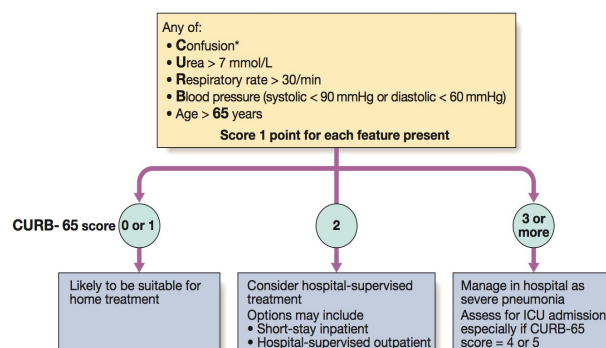 Any of:
• Confusion*
• Urea > 7 mmol/L
• Respiratory rate > 30/min
• Blood pressure (systolic < 90 mmHg or diastolic < 60 mmHg)
• Age > 65 years
Score 1 point for each feature present
CURB- 65 score
0 or 1
2
3 or
more
Likely to be suitable for
home treatment
Consider hospital-supervised
treatment
Options may include
• Short-stay inpatient
• Hospital-supervised outpatient
Manage in hospital as
severe pneumonia
Assess for ICU admission
especially if CURB-65
score = 4 or 5